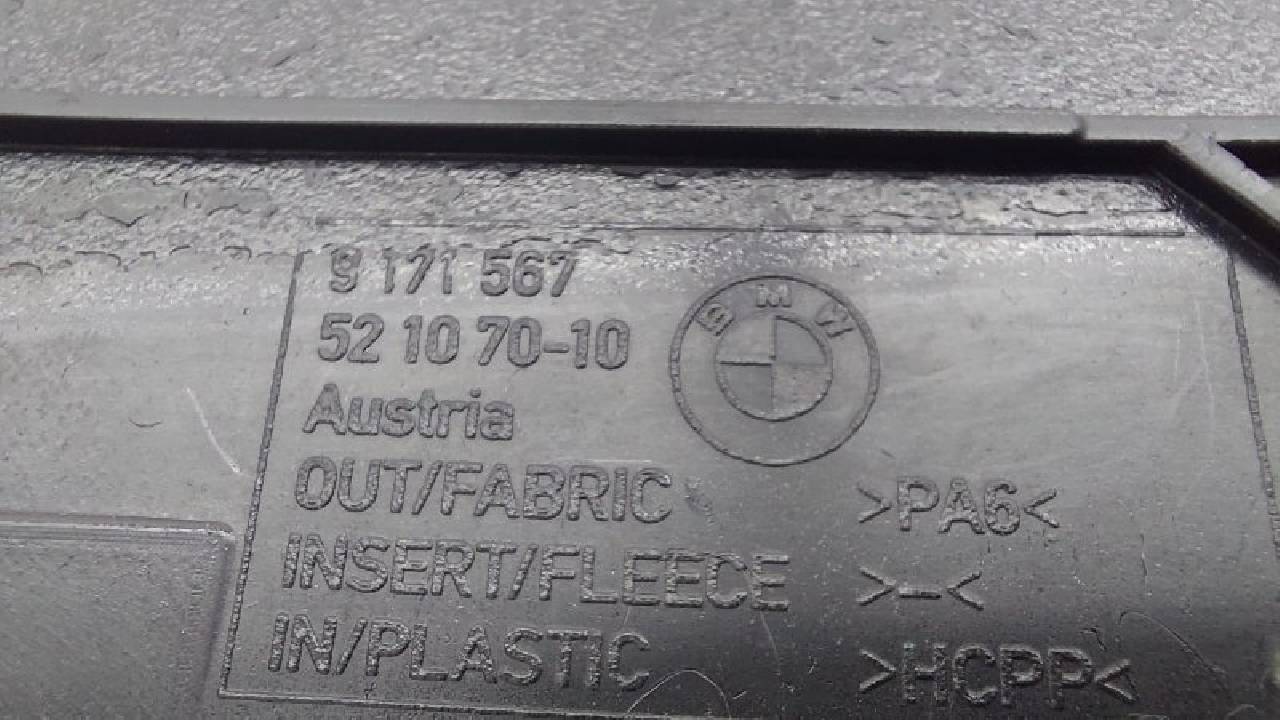 9 171 567
52 10 70-10
BMW
Austria
OUT/FABRIC >PA6<
INSERT/FLEECE >-<
IN/PLASTIC >HCPP<